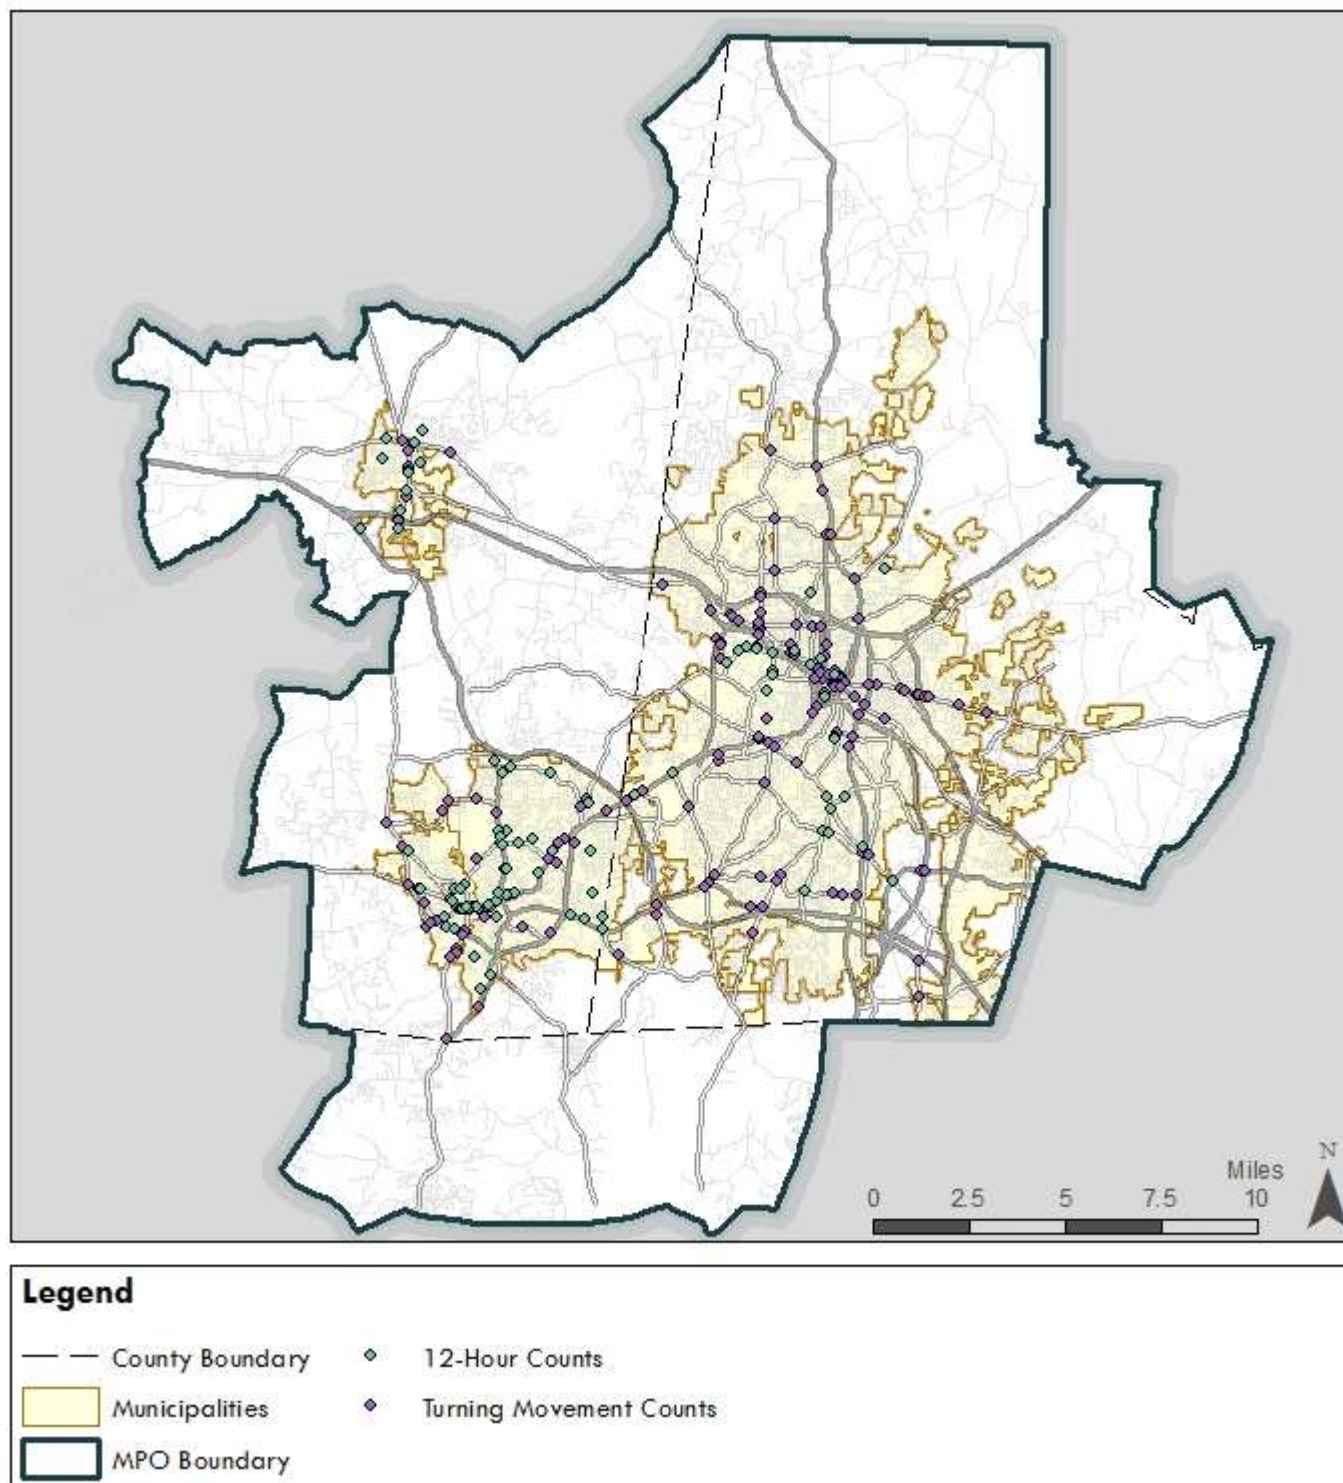 N
Miles
0 2.5 5 7.5 10
Legend
County Boundary 12-Hour Counts
Municipalities Turning Movement Counts
MPO Boundary